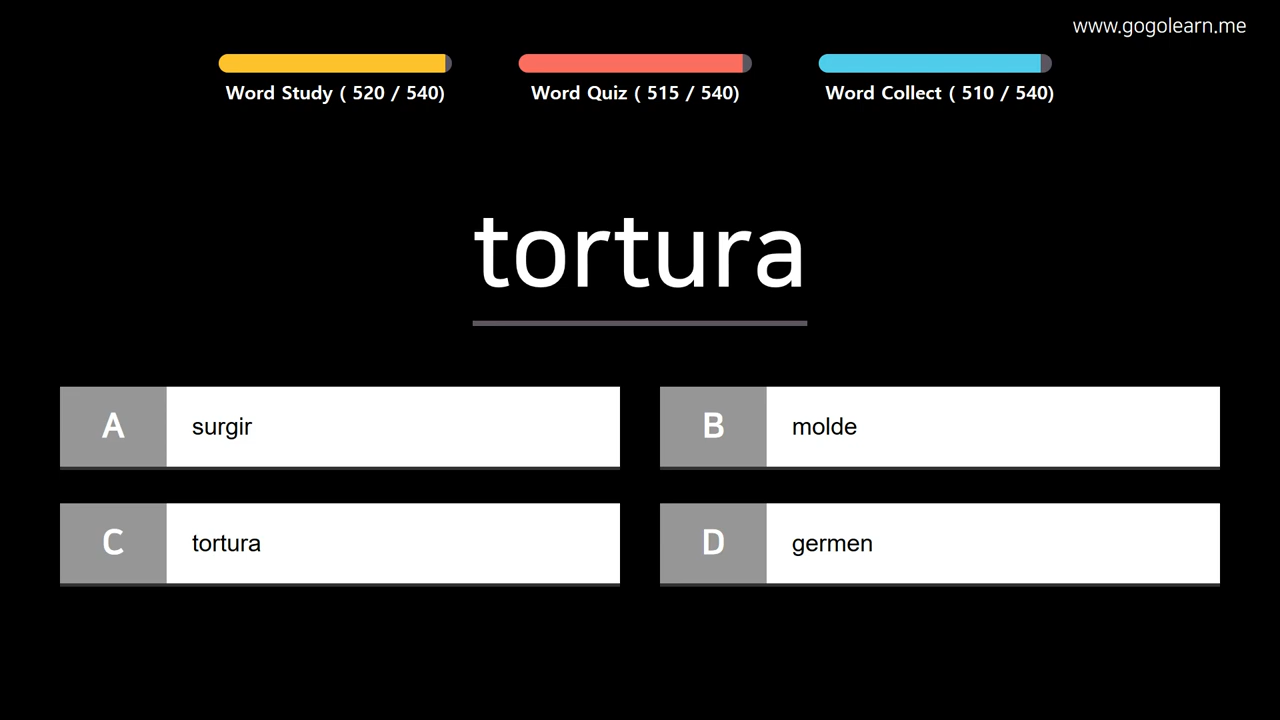 www.gogolearn.me
Word Study ( 520 / 540)
Word Quiz ( 515 / 540)
Word Collect ( 510 / 540)
tortura
A
surgir
B
molde
C
tortura
D
germen